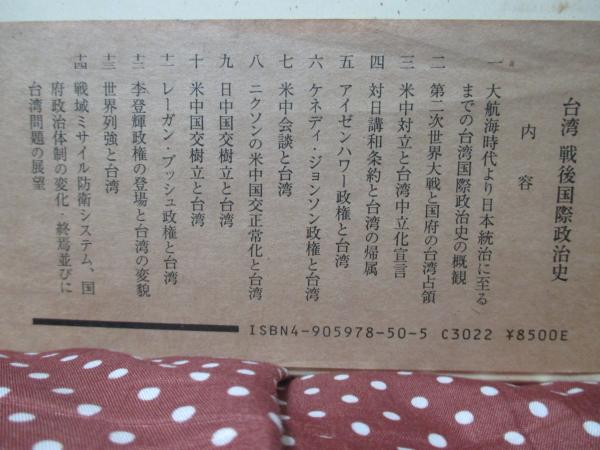 台湾 戦後国際政治史
内容
一 大航海時代より日本統治に至る
までの台湾国際政治史の概観
二 第二次世界大戦と国府の台湾占領
三 米中対立と台湾中立化宣言
四 対日講和条約と台湾の帰属
五 アイゼンハワー政権と台湾
六 ケネディ・ジョンソン政権と台湾
七 米中会談と台湾
八 ニクソンの米中国交正常化と台湾
九 日中国交樹立と台湾
十 米中国交樹立と台湾
十一 レーガン・ブッシュ政権と台湾
十二 李登輝政権の登場と台湾の変貌
十三 世界列強と台湾
十四 戦域ミサイル防衛システム、国
府政治体制の変化・終焉並びに
台湾問題の展望
ISBN4-905978-50-5 C3022 ¥8500E